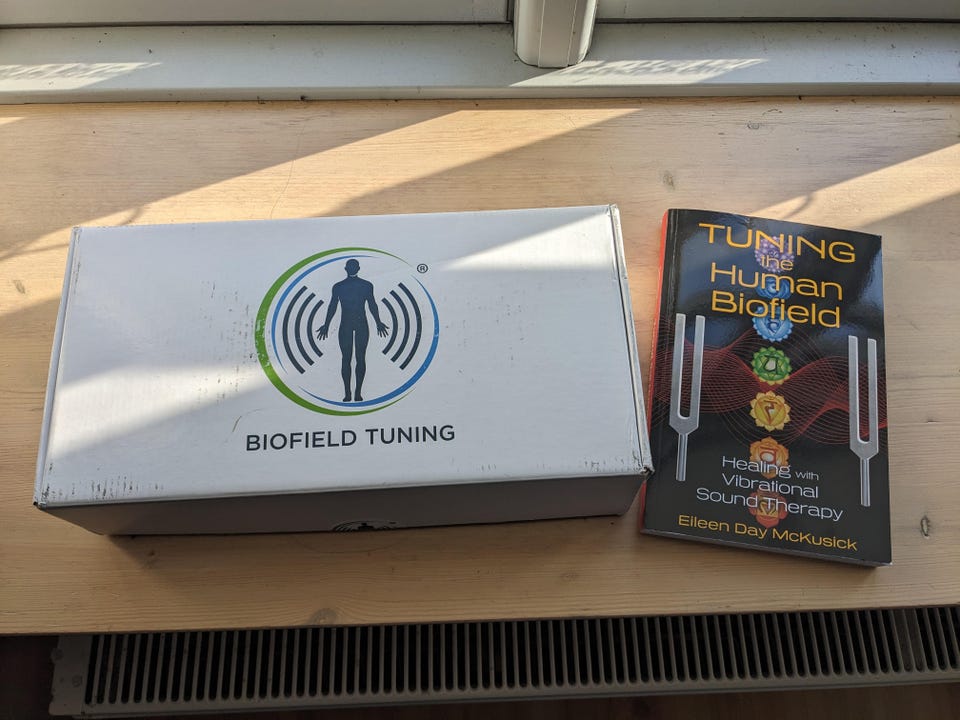 ®
BIOFIELD TUNING
TUNING
the
Human
Biofield
Healing with
Vibrational
Sound Therapy
Eileen Day McKusick